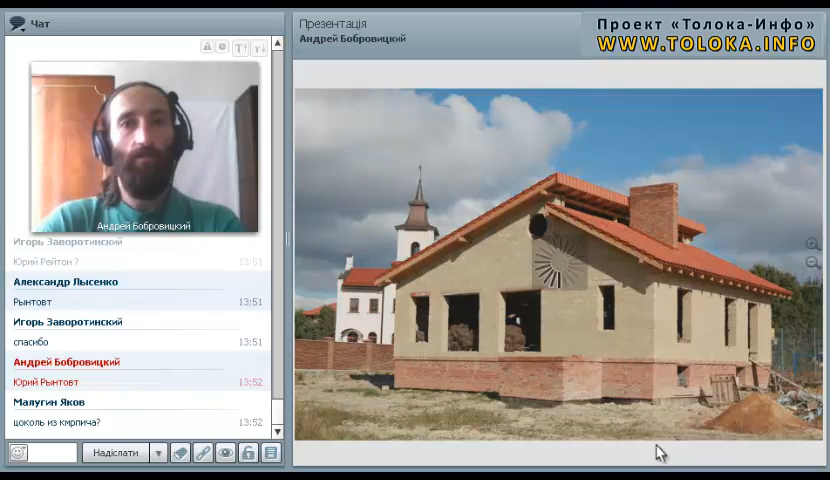 Чат
Андрей Бобровицкий
Игорь Заворотинский
Юрий Рейтон ?
13:51
Александр Лысенко
Рынтовт
13:51
Игорь Заворотинский
спасибо
13:51
Андрей Бобровицкий
Юрий Рынтовт
13:52
Малугин Яков
цоколь из кмрпича?
13:52
Надіслати
Презентація
Андрей Бобровицкий
Проект «Толока-Инфо»
WWW.TOLOKA.INFO